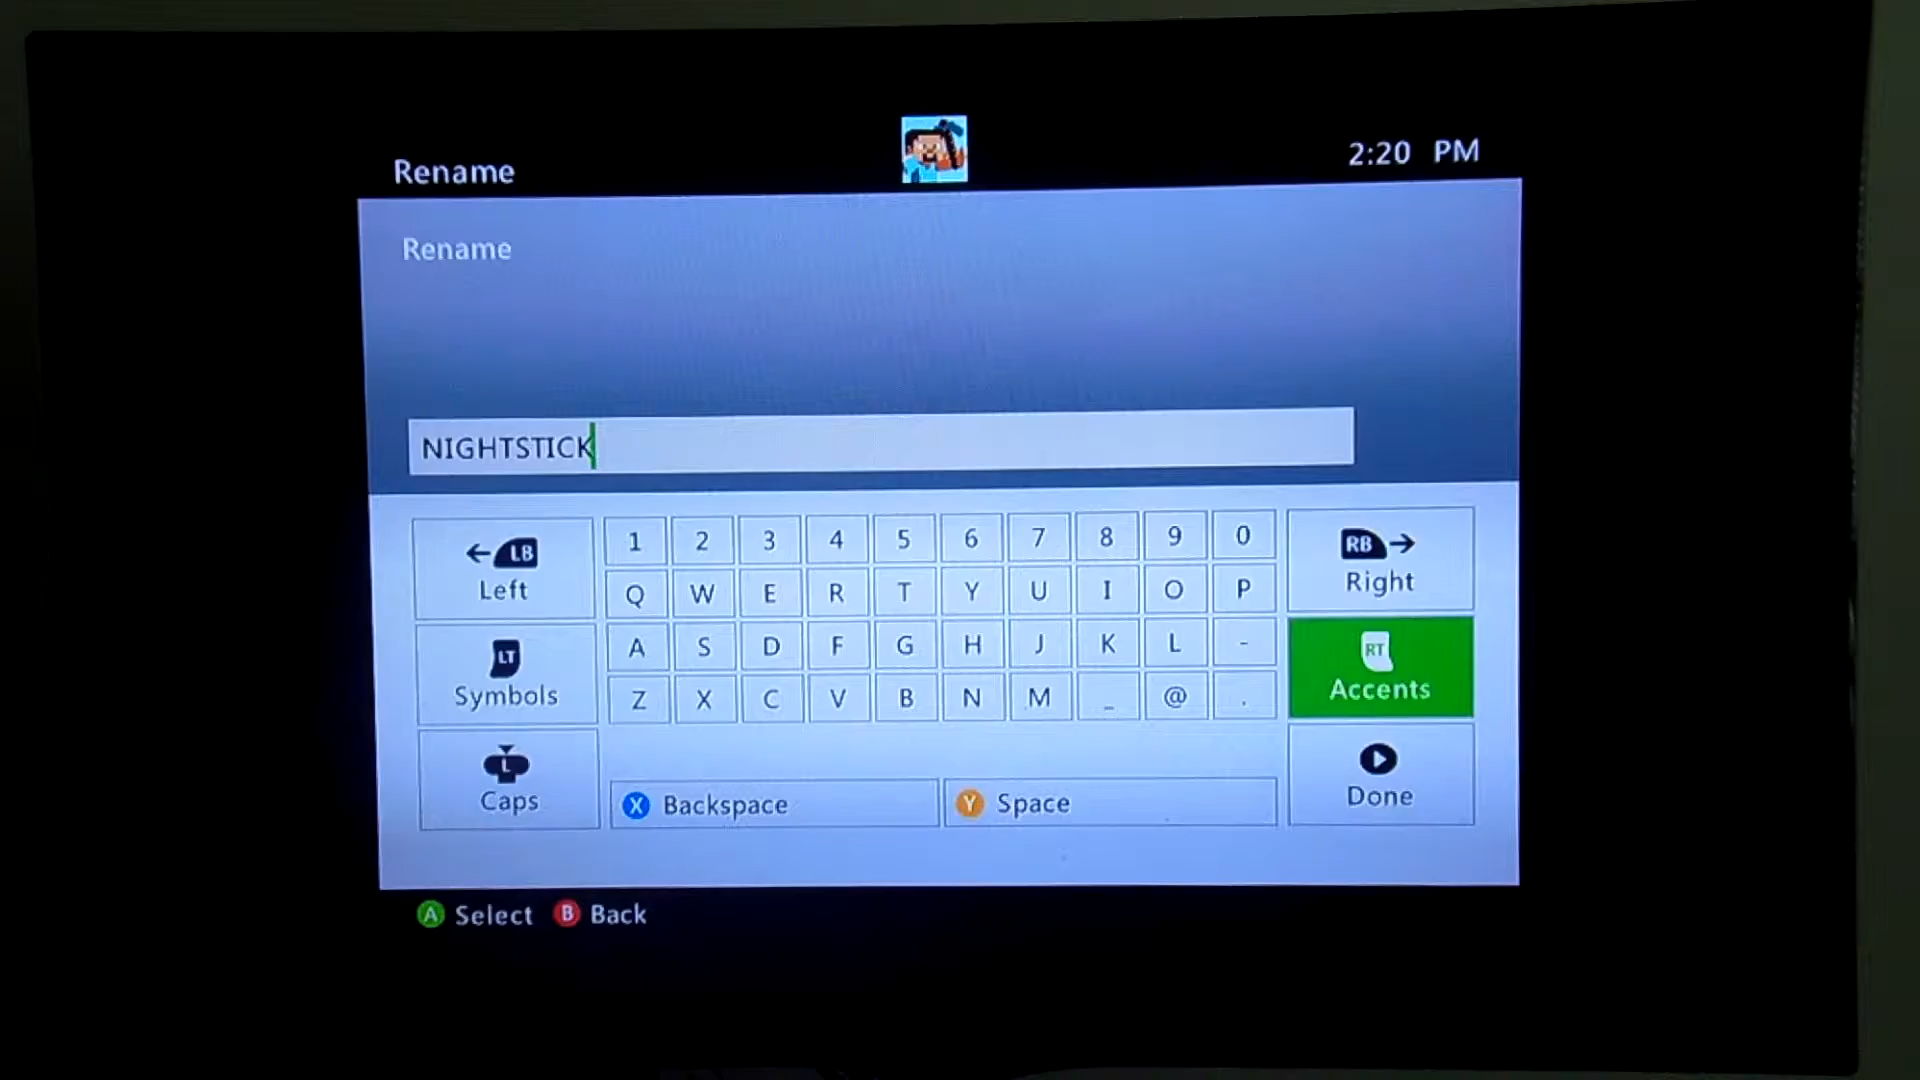 Rename
2:20 PM
Rename
NIGHTSTICK
LB
Left
1 2 3 4 5 6 7 8 9 0
RB
Right
Q W E R T Y U I O P
LT
Symbols
A S D F G H J K L -
RT
Accents
Z X C V B N M _ @ .
L
Caps
X Backspace
Y Space
Done
A Select B Back